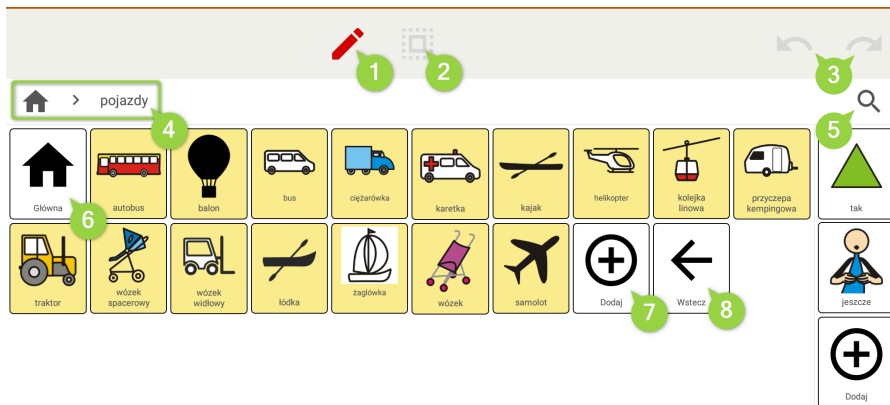 1
2
3
> pojazdy
4
5
Główna
autobus
balon
bus
ciężarówka
karetka
kajak
helikopter
kolejka
linowa
przyczepa
kempingowa
tak
6
traktor
wózek
spacerowy
wózek
widłowy
łódka
żaglówka
wózek
samolot
Dodaj
Wstecz
jeszcze
7
8
Dodaj